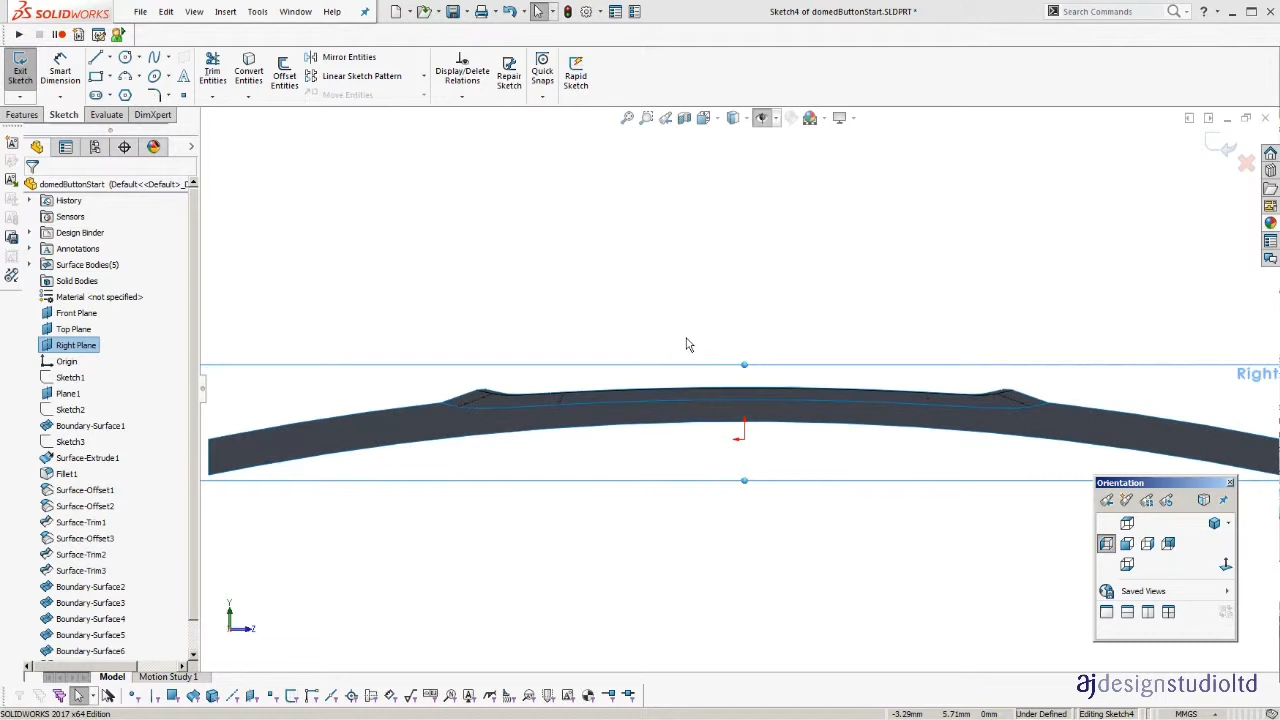 SOLIDWORKS
File Edit View Insert Tools Window Help
Sketch4 of domedButtonStart.SLDPRT *
Search Commands
Exit Sketch
Smart Dimension
Trim Entities
Convert Entities
Offset Entities
Mirror Entities
Linear Sketch Pattern
Move Entities
Display/Delete Relations
Repair Sketch
Quick Snaps
Rapid Sketch
Features Sketch Evaluate DimXpert
domedButtonStart (Default<<Default>_D
History
Sensors
Design Binder
Annotations
Surface Bodies(5)
Solid Bodies
Material <not specified>
Front Plane
Top Plane
Right Plane
Origin
Sketch1
Plane1
Sketch2
Boundary-Surface1
Sketch3
Surface-Extrude1
Fillet1
Surface-Offset1
Surface-Offset2
Surface-Trim1
Surface-Offset3
Surface-Trim2
Surface-Trim3
Boundary-Surface2
Boundary-Surface3
Boundary-Surface4
Boundary-Surface5
Boundary-Surface6
Right
Orientation
Saved Views
Y
Z
Model Motion Study 1
ajdesignstudioltd
SOLIDWORKS 2017 x64 Edition
-3.29mm 5.71mm 0mm Under Defined Editing Sketch4 MMGS